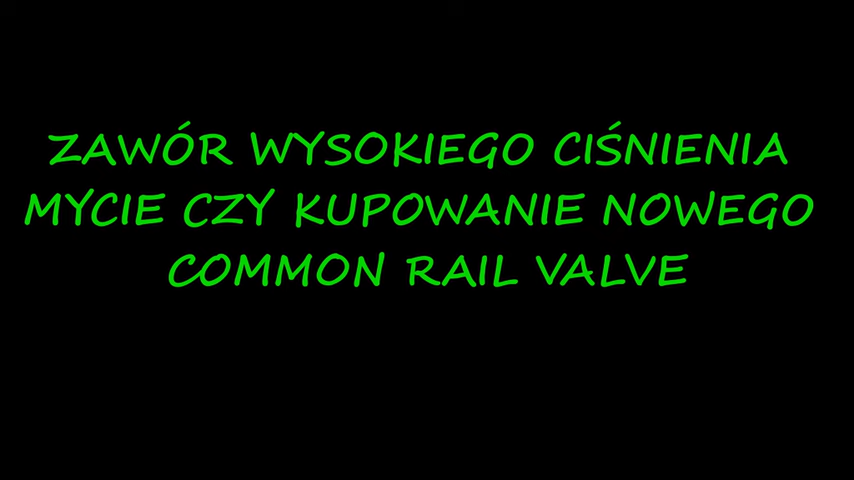 ZAWÓR WYSOKIEGO CIŚNIENIA
MYCIE CZY KUPOWANIE NOWEGO
COMMON RAIL VALVE